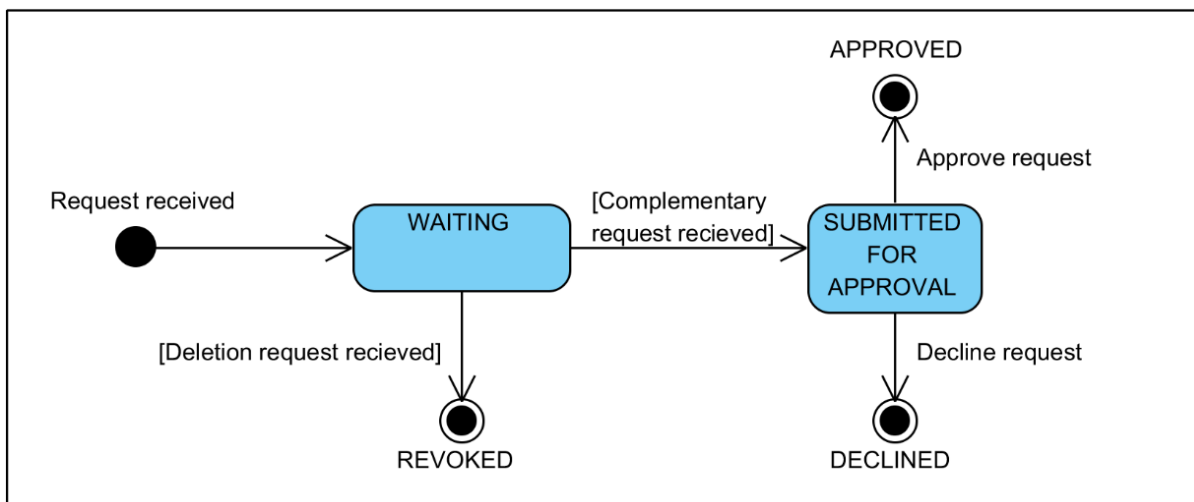 APPROVED
Approve request
Request received
WAITING
[Complementary
request recieved]
SUBMITTED
FOR
APPROVAL
[Deletion request recieved]
Decline request
REVOKED
DECLINED